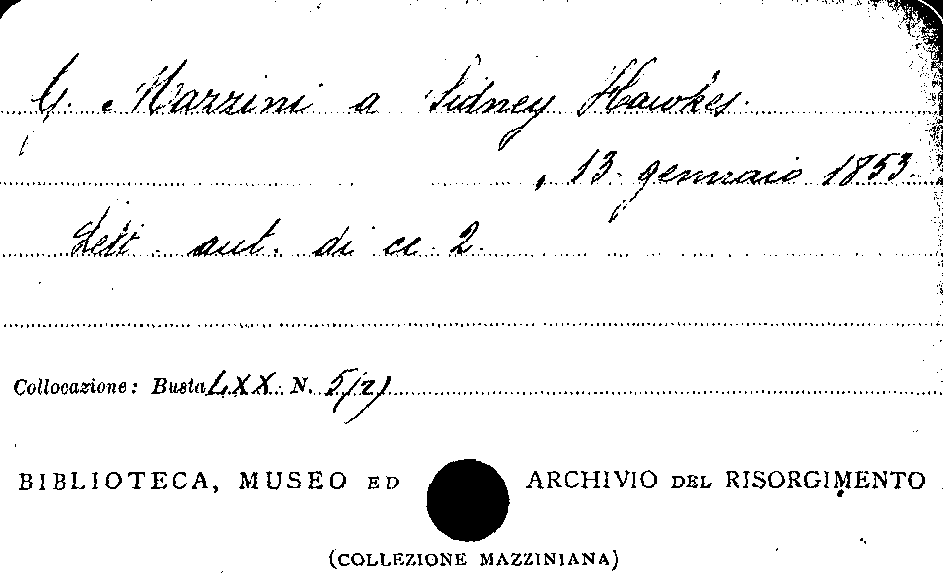 G. Mazzini a Sidney Hawkes.
, 13. gennaio 1853.
Lett. aut. di cc. 2.
Collocazione: Busta LXX N. 5(2)
BIBLIOTECA, MUSEO ED ARCHIVIO DEL RISORGIMENTO
(COLLEZIONE MAZZINIANA)